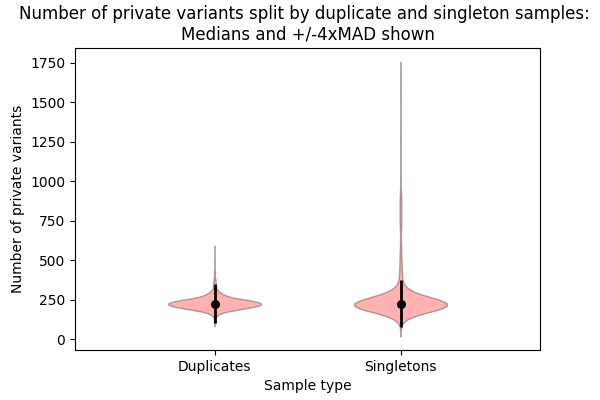 Number of private variants split by duplicate and singleton samples:
Medians and +/-4xMAD shown
1750
1500
1250
1000
750
500
250
0
Number of private variants
Duplicates
Singletons
Sample type